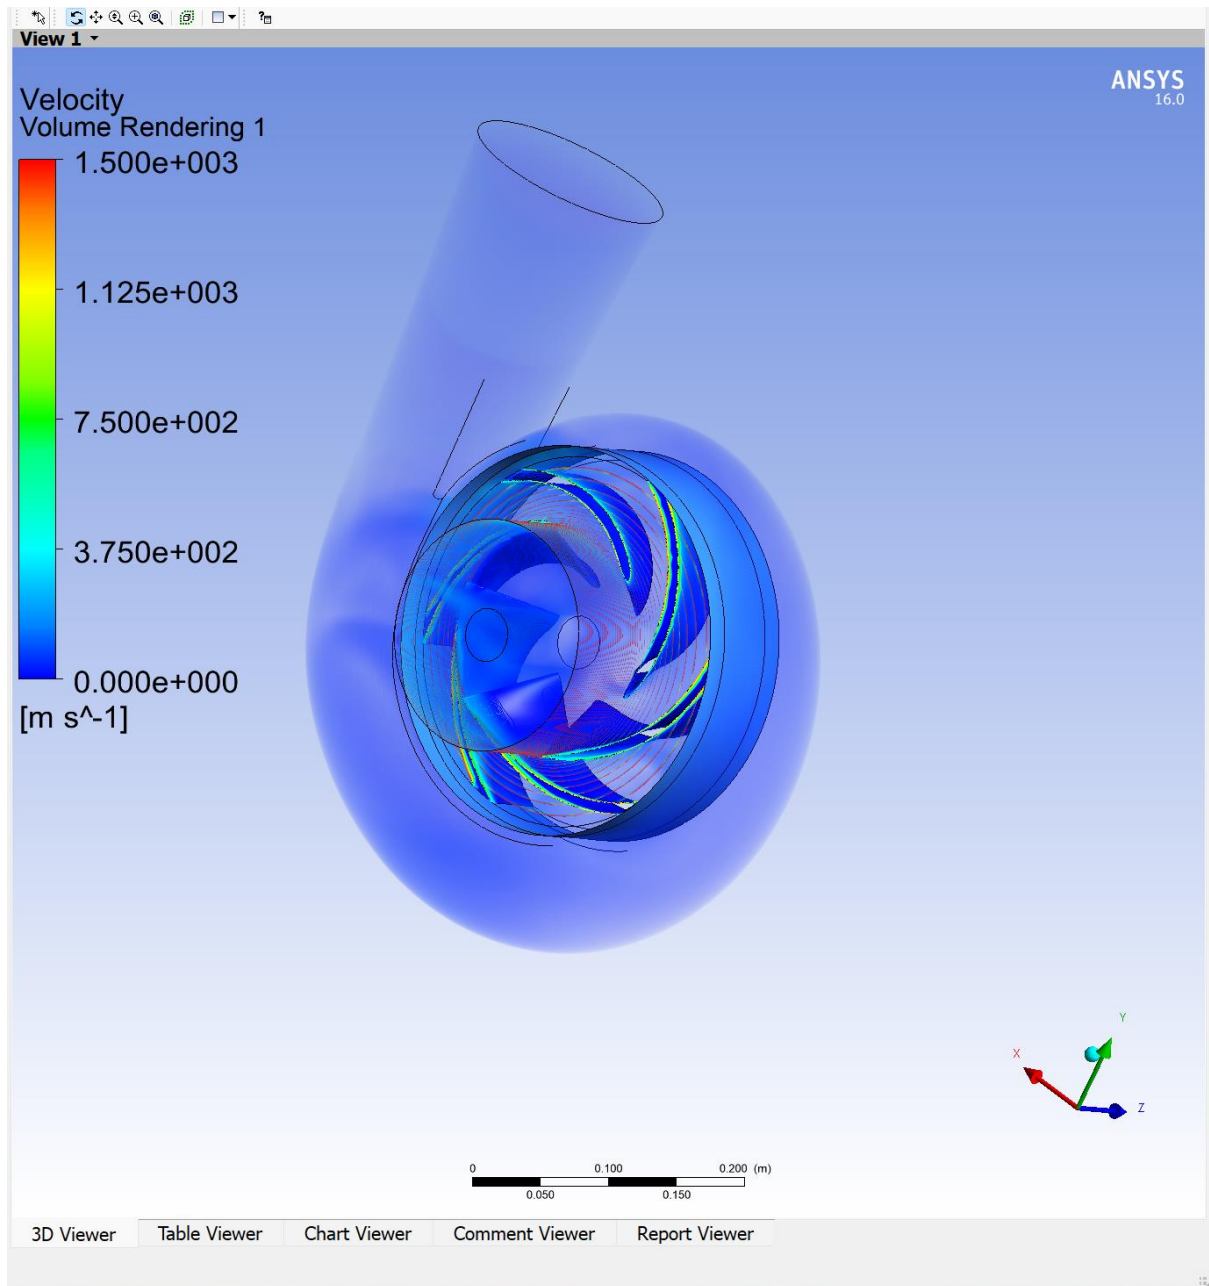 View 1
ANSYS
16.0
Velocity
Volume Rendering 1
1.500e+003
1.125e+003
7.500e+002
3.750e+002
0.000e+000
[m s^-1]
Y
X
Z
0
0.100
0.200
(m)
0.050
0.150
3D Viewer
Table Viewer
Chart Viewer
Comment Viewer
Report Viewer